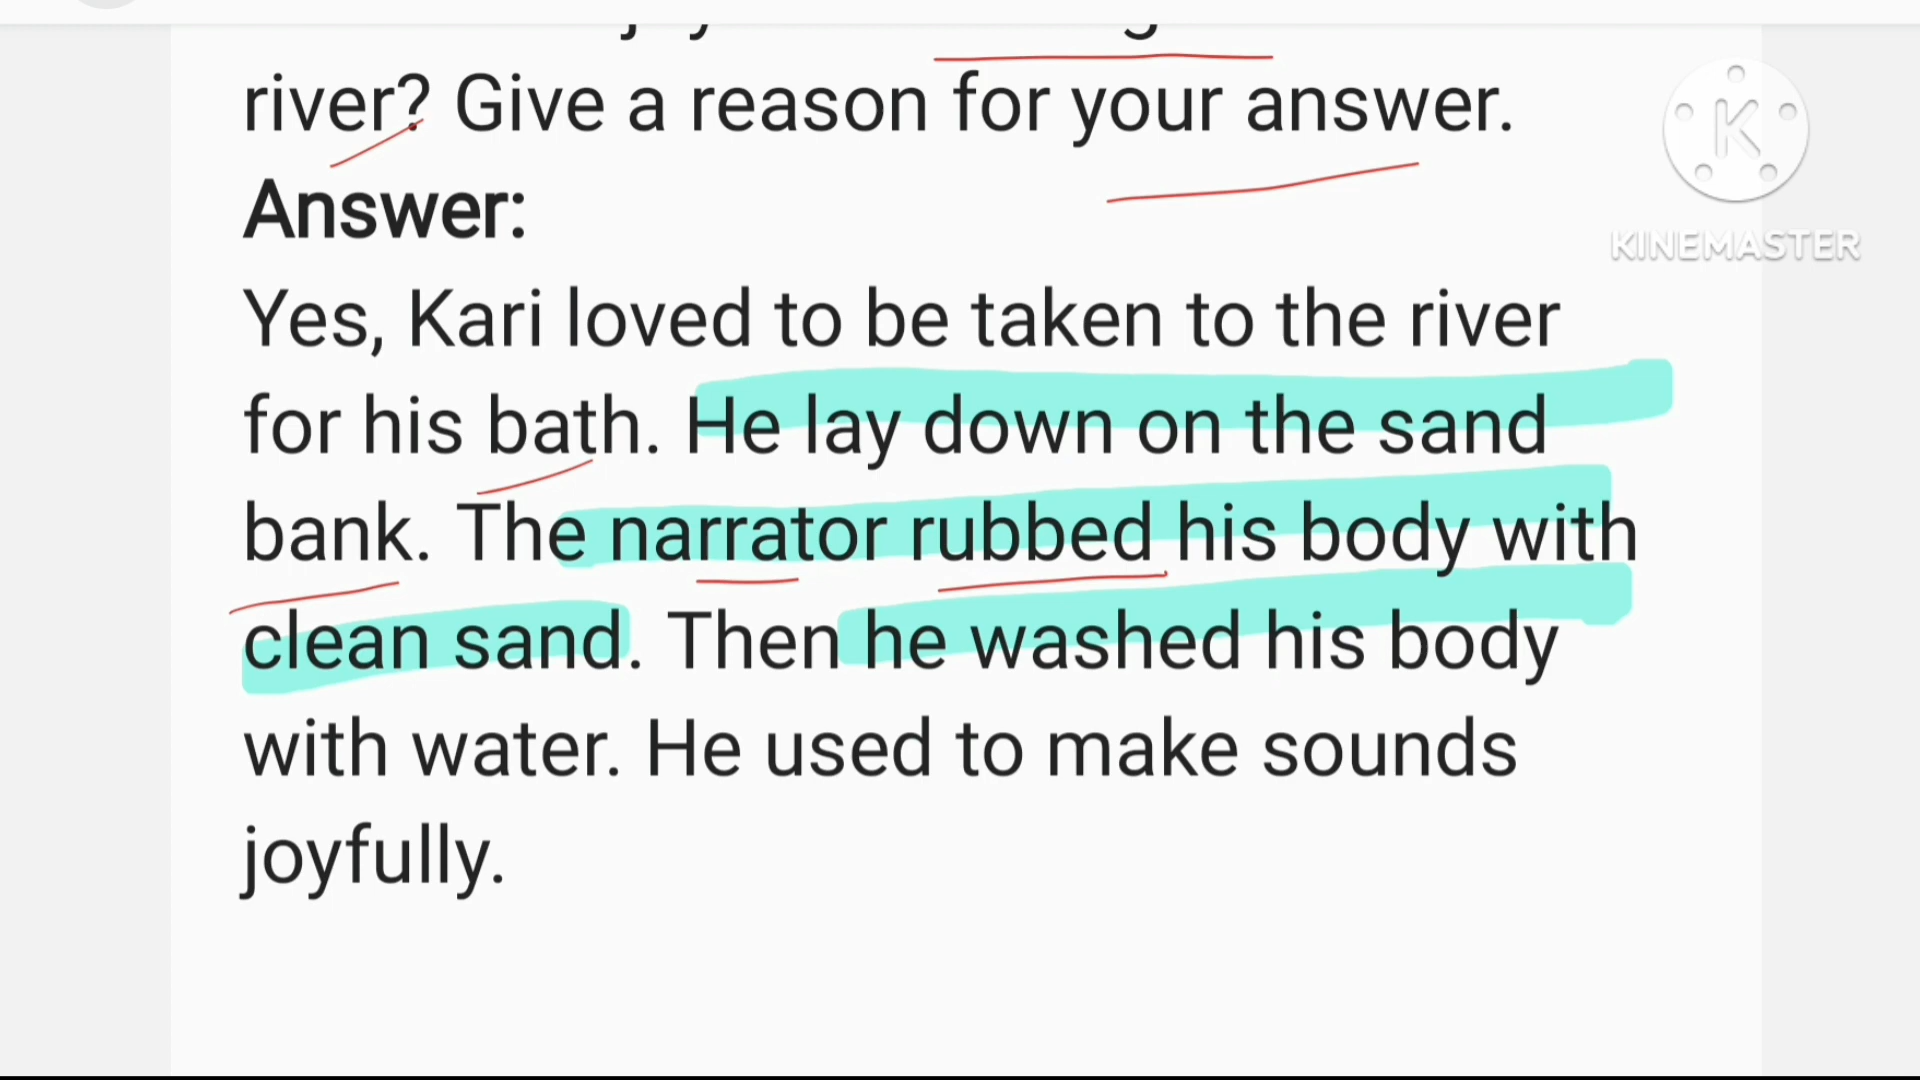 river? Give a reason for your answer.
Answer:
Yes, Kari loved to be taken to the river
for his bath. He lay down on the sand
bank. The narrator rubbed his body with
clean sand. Then he washed his body
with water. He used to make sounds
joyfully.
K
KINEMASTER